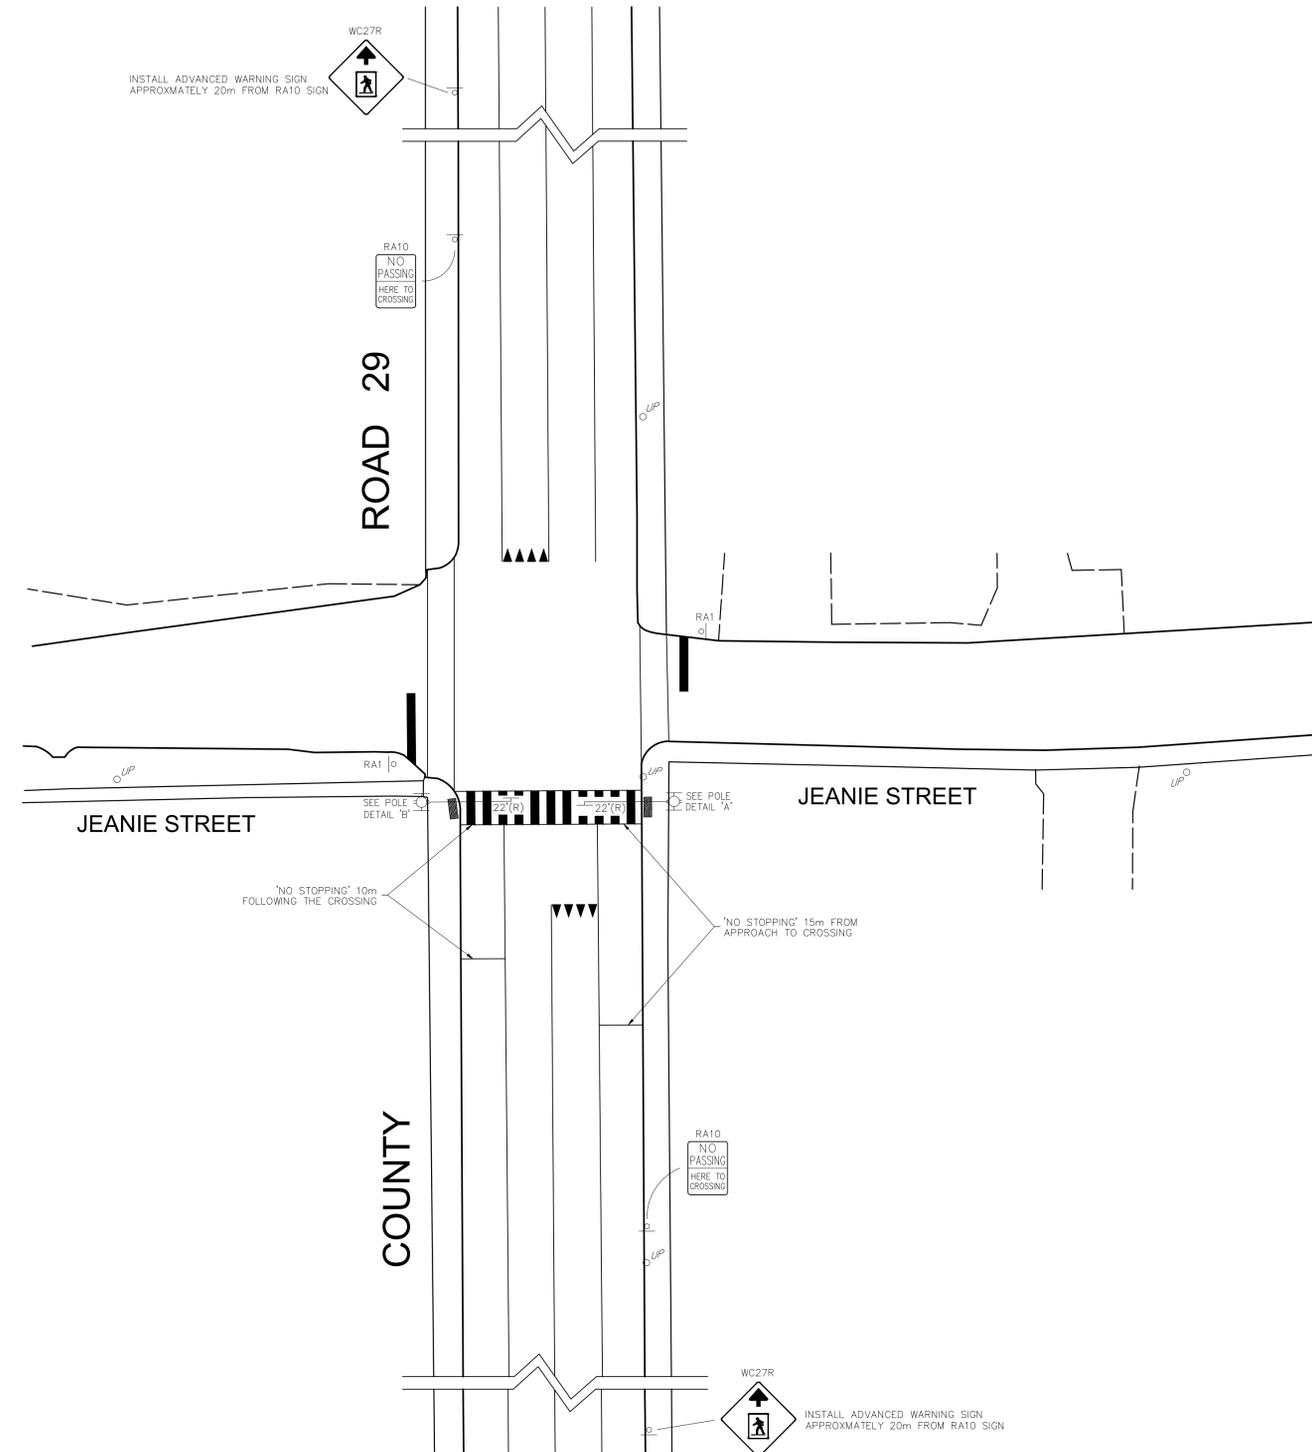 WC27R
INSTALL ADVANCED WARNING SIGN
APPROXMATELY 20m FROM RA10 SIGN
RA10
NO
PASSING
HERE TO
CROSSING
ROAD 29
UP
RA1
RA1
UP
UP
UP
SEE POLE
DETAIL 'B'
22'(R)
22'(R)
SEE POLE
DETAIL 'A'
JEANIE STREET
JEANIE STREET
'NO STOPPING' 10m
FOLLOWING THE CROSSING
'NO STOPPING' 15m FROM
APPROACH TO CROSSING
COUNTY
RA10
NO
PASSING
HERE TO
CROSSING
UP
WC27R
INSTALL ADVANCED WARNING SIGN
APPROXMATELY 20m FROM RA10 SIGN